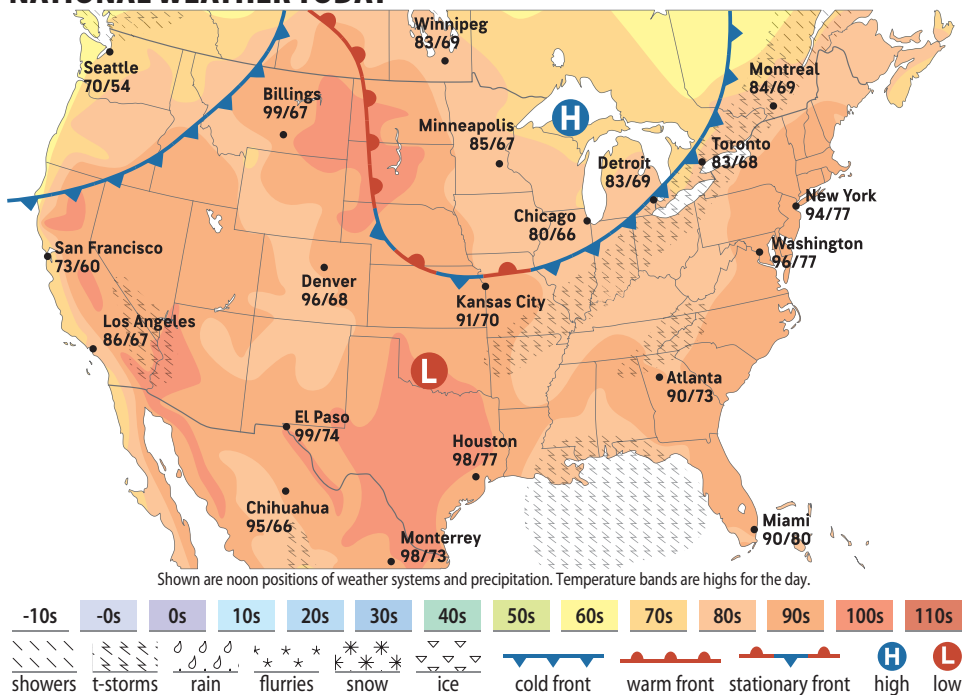 NATIONAL WEATHER TODAY
Winnipeg
83/69
Seattle
70/54
Montreal
84/69
Billings
99/67
H
Minneapolis
85/67
Toronto
83/68
Detroit
83/69
New York
94/77
Chicago
80/66
San Francisco
73/60
Washington
96/77
Denver
96/68
Kansas City
91/70
Los Angeles
86/67
L
Atlanta
90/73
El Paso
99/74
Houston
98/77
Chihuahua
95/66
Miami
90/80
Monterrey
98/73
Shown are noon positions of weather systems and precipitation. Temperature bands are highs for the day.
-10s -0s 0s 10s 20s 30s 40s 50s 60s 70s 80s 90s 100s 110s
H L
showers t-storms rain flurries snow ice cold front warm front stationary front high low